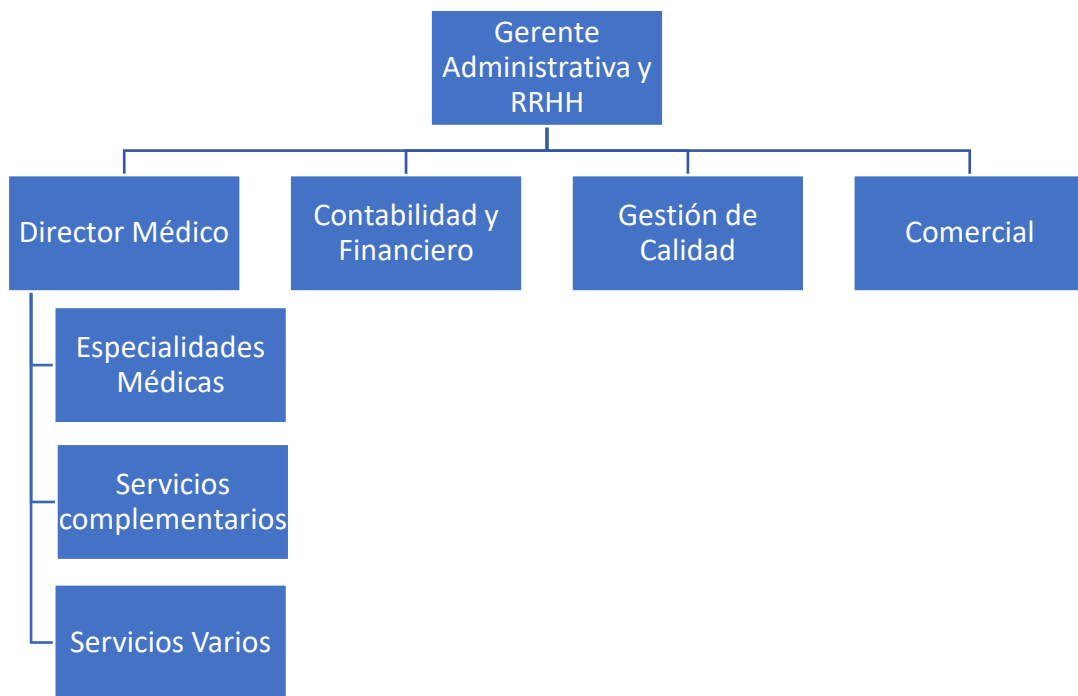 Gerente
Administrativa y
RRHH
Director Médico
Contabilidad y
Financiero
Gestión de
Calidad
Comercial
Especialidades
Médicas
Servicios
complementarios
Servicios Varios